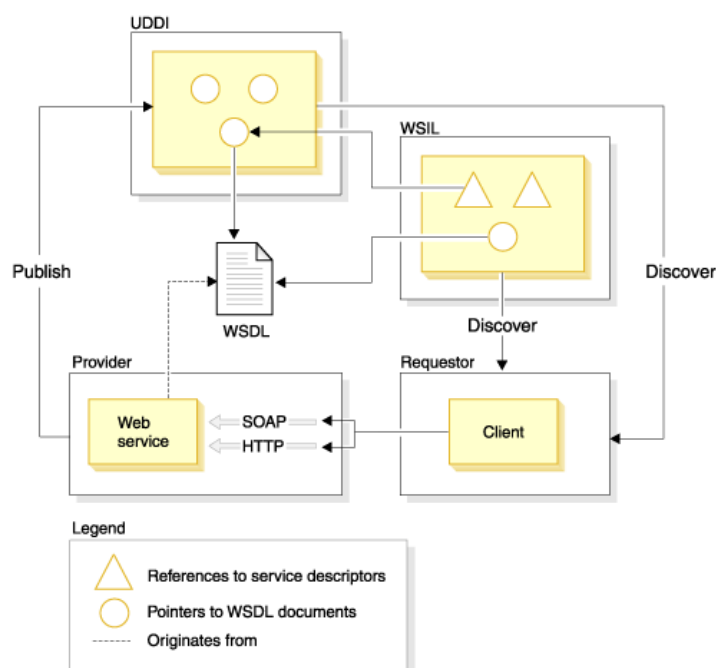 UDDI
WSIL
Publish
Discover
WSDL
Discover
Provider
Requestor
Web
service
SOAP
HTTP
Client
Legend
References to service descriptors
Pointers to WSDL documents
Originates from